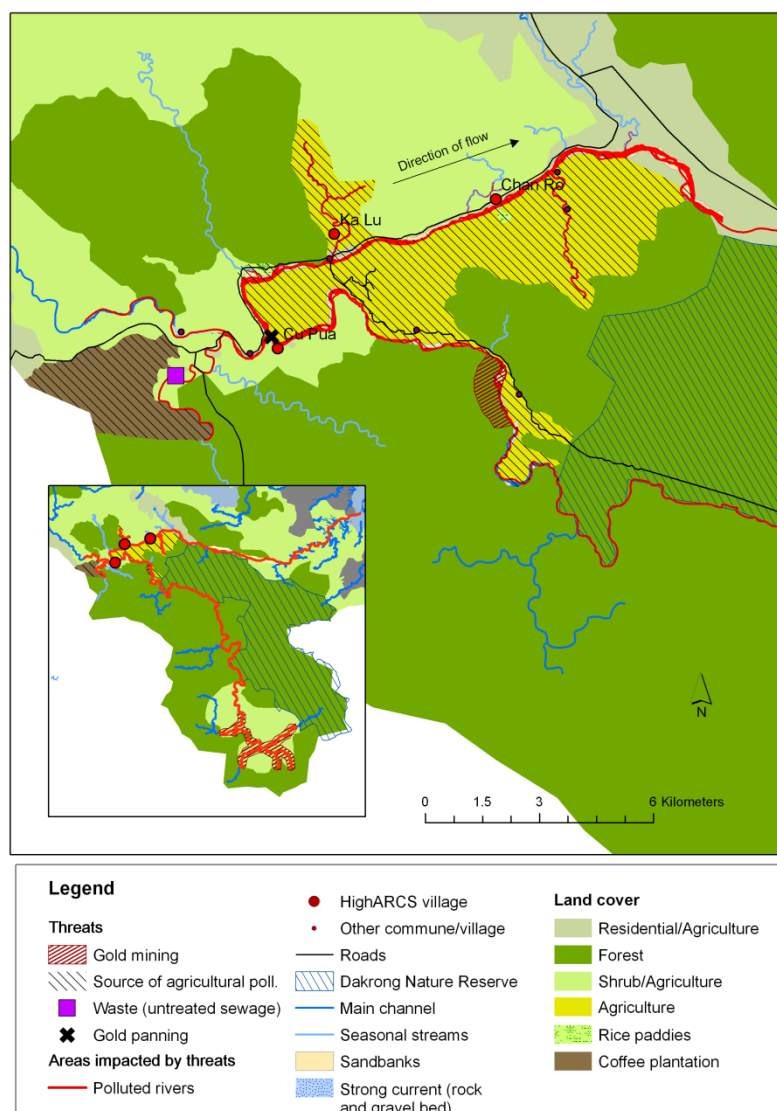 Direction of flow
Chan Ro
Ka Lu
Cu Pua
N
0 1.5 3 6 Kilometers
Legend
Threats
Gold mining
Source of agricultural poll.
Waste (untreated sewage)
Gold panning
Areas impacted by threats
Polluted rivers
HighARCS village
Other commune/village
Roads
Dakrong Nature Reserve
Main channel
Seasonal streams
Sandbanks
Strong current (rock
and gravel bed)
Land cover
Residential/Agriculture
Forest
Shrub/Agriculture
Agriculture
Rice paddies
Coffee plantation